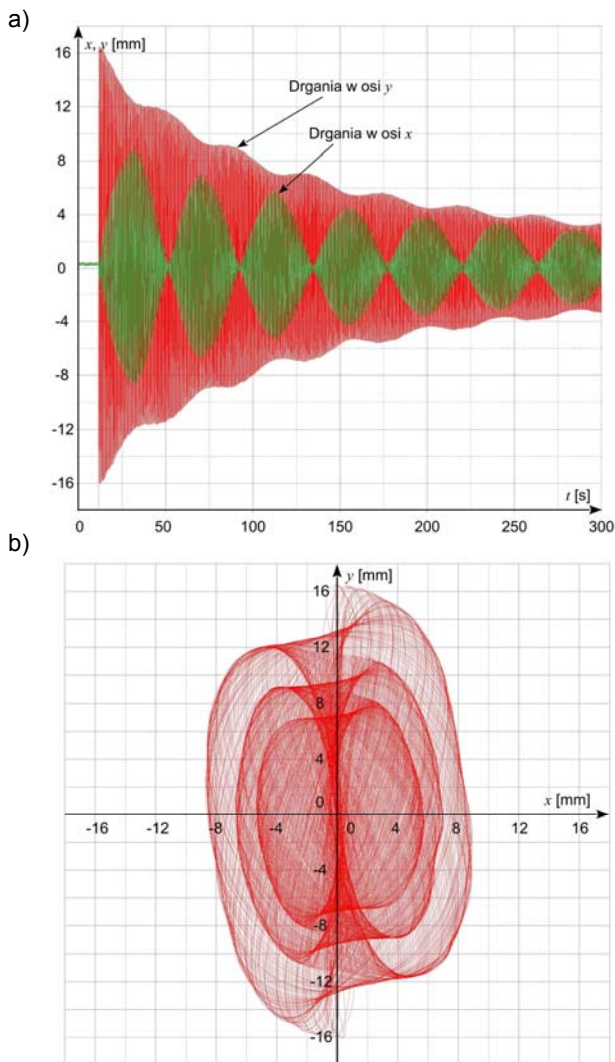 a)
x, y [mm]
16
12
8
4
0
-4
-8
-12
-16
Drgania w osi y
Drgania w osi x
t [s]
0 50 100 150 200 250 300
b)
y [mm]
16
12
8
4
0
x [mm]
-16 -12 -8 -4 0 4 8 12 16
-4
-8
-12
-16